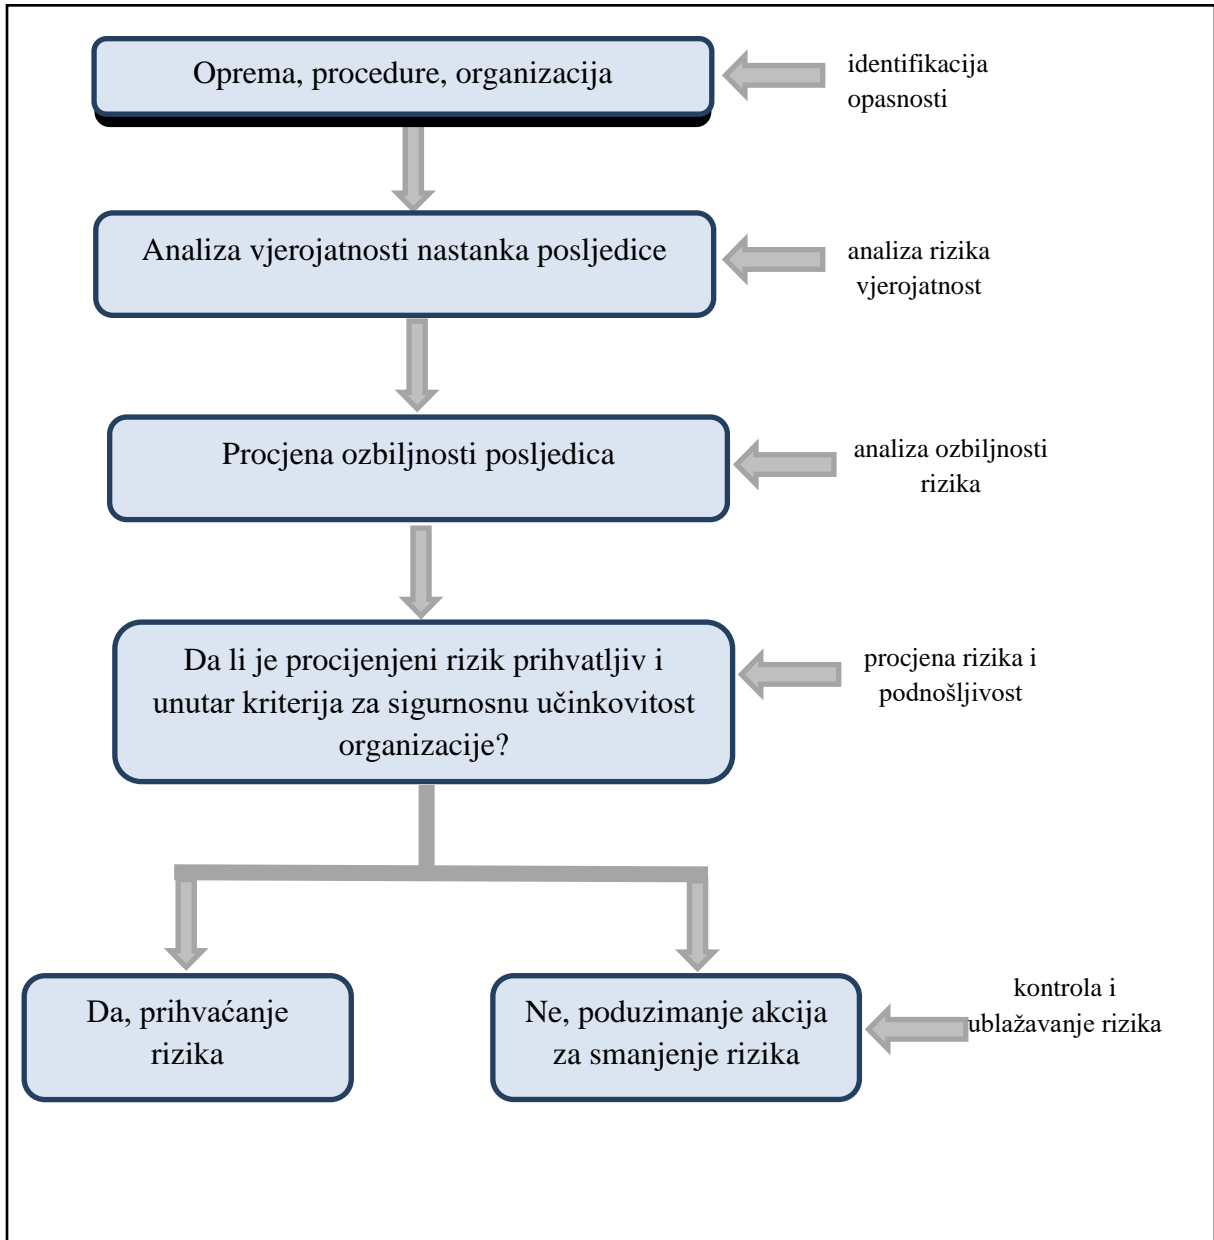 Oprema, procedure, organizacija
identifikacija
opasnosti
Analiza vjerojatnosti nastanka posljedice
analiza rizika
vjerojatnost
Procjena ozbiljnosti posljedica
analiza ozbiljnosti
rizika
Da li je procijenjeni rizik prihvatljiv i
unutar kriterija za sigurnosnu učinkovitost
organizacije?
procjena rizika i
podnošljivost
Da, prihvaćanje
rizika
Ne, poduzimanje akcija
za smanjenje rizika
kontrola i
ublažavanje rizika